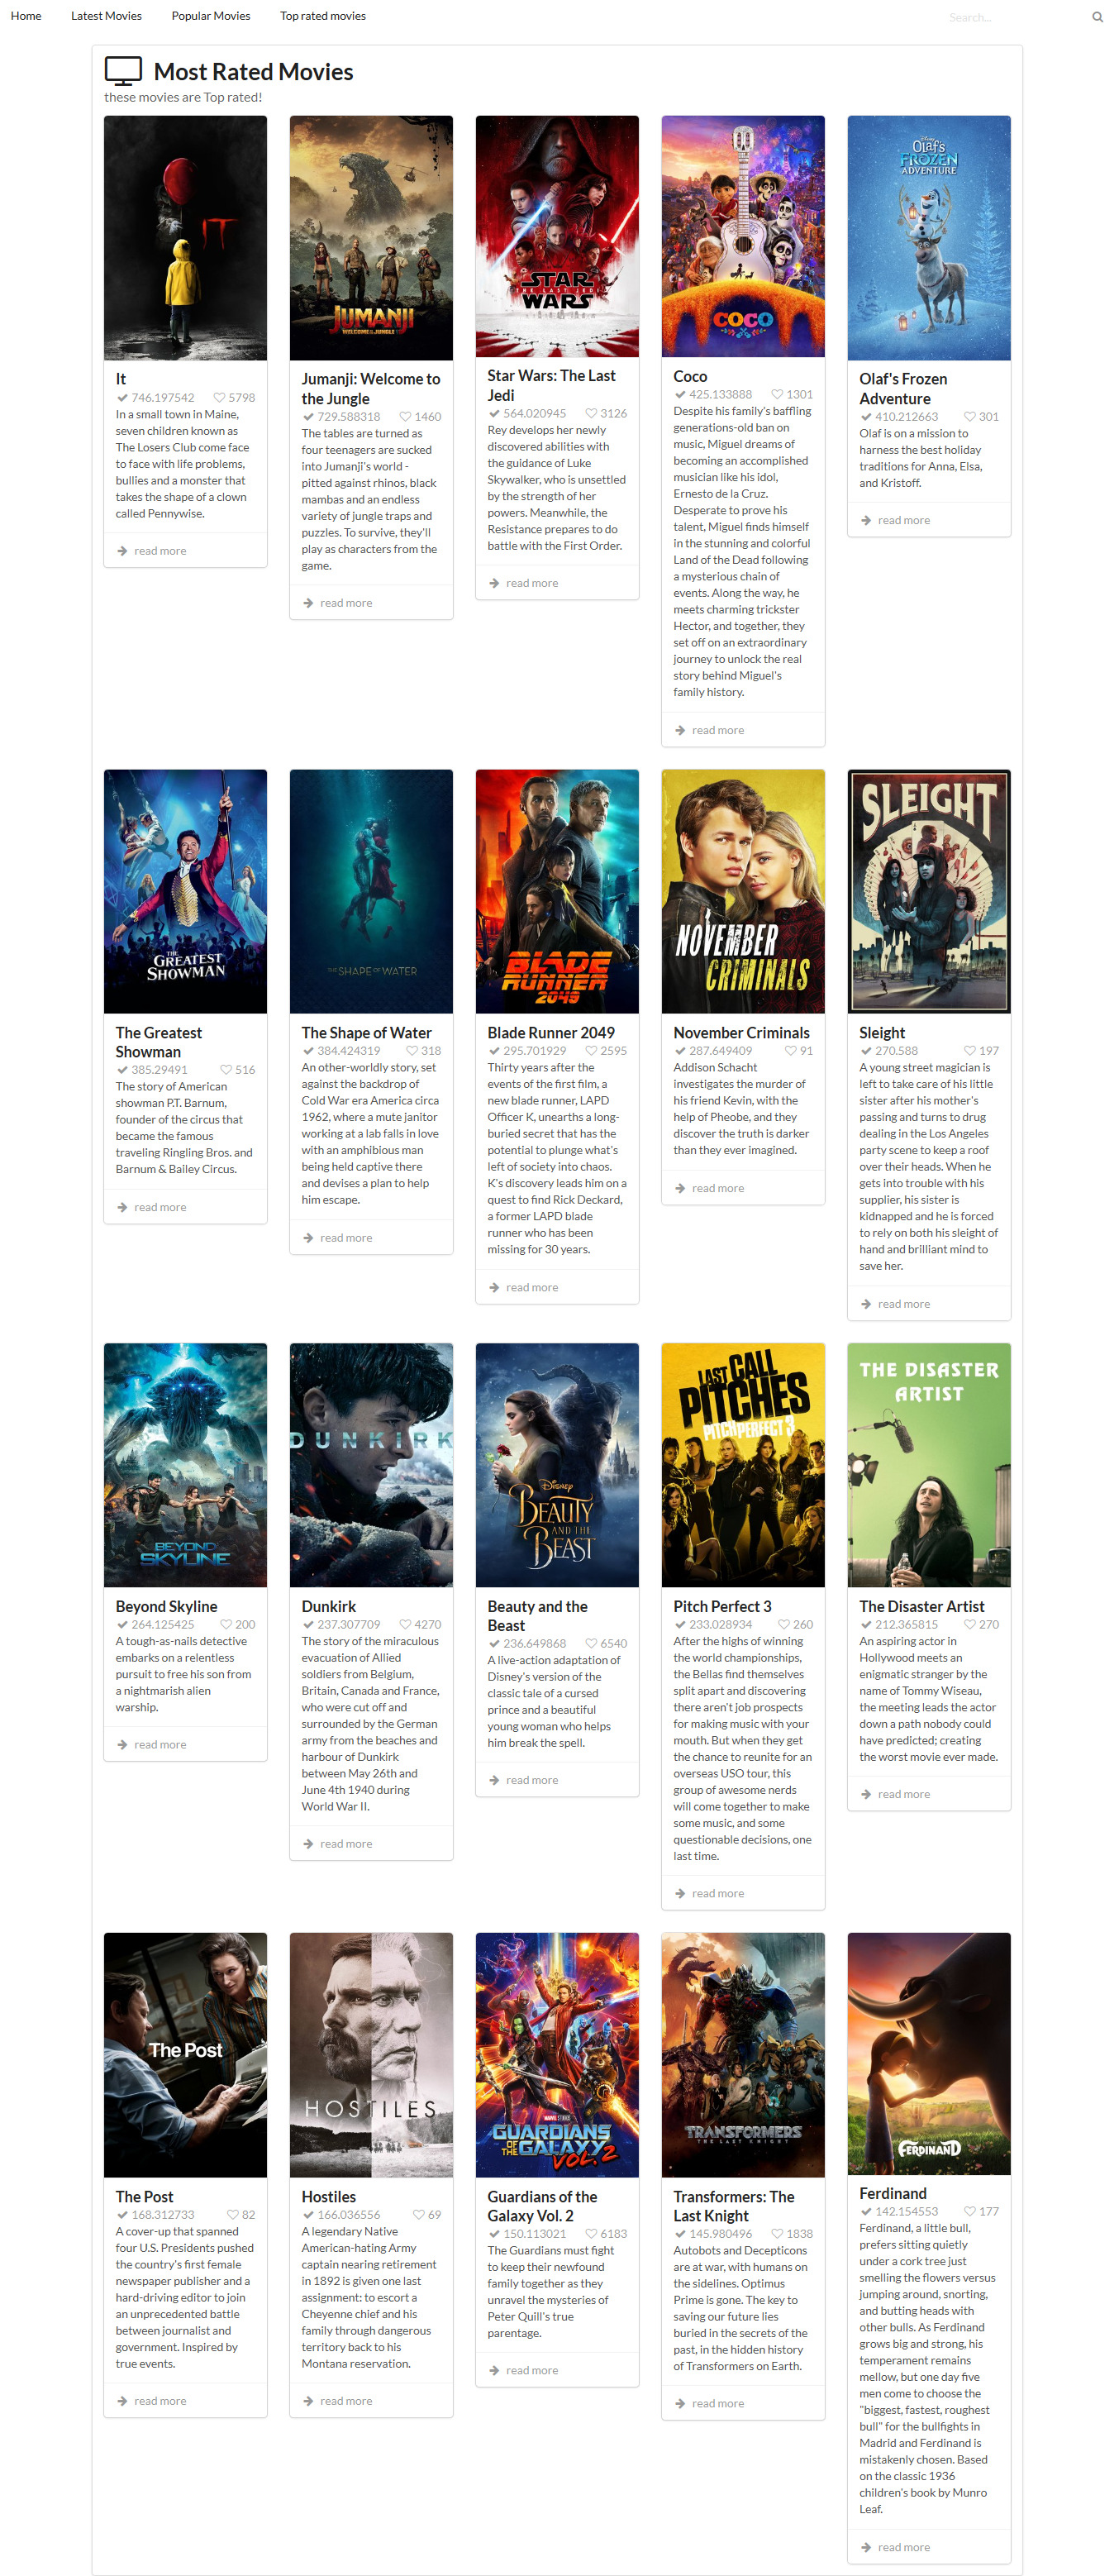 Home
Latest Movies
Popular Movies
Top rated movies
Search...
Most Rated Movies
these movies are Top rated!
IT
It
746.197542
5798
In a small town in Maine,
seven children known as
The Losers Club come face
to face with life problems,
bullies and a monster that
takes the shape of a clown
called Pennywise.
read more
JUMANJI
WELCOME TO THE JUNGLE
Jumanji: Welcome to
the Jungle
729.588318
1460
The tables are turned as
four teenagers are sucked
into Jumanji's world -
pitted against rhinos, black
mambas and an endless
variety of jungle traps and
puzzles. To survive, they'll
play as characters from the
game.
read more
STAR
THE LAST JEDI
WARS
Star Wars: The Last
Jedi
564.020945
3126
Rey develops her newly
discovered abilities with
the guidance of Luke
Skywalker, who is unsettled
by the strength of her
powers. Meanwhile, the
Resistance prepares to do
battle with the First Order.
read more
COCO
Coco
425.133888
1301
Despite his family's baffling
generations-old ban on
music, Miguel dreams of
becoming an accomplished
musician like his idol,
Ernesto de la Cruz.
Desperate to prove his
talent, Miguel finds himself
in the stunning and colorful
Land of the Dead following
a mysterious chain of
events. Along the way, he
meets charming trickster
Hector, and together, they
set off on an extraordinary
journey to unlock the real
story behind Miguel's
family history.
read more
Disney
Olaf's
FROZEN
ADVENTURE
Olaf's Frozen
Adventure
410.212663
301
Olaf is on a mission to
harness the best holiday
traditions for Anna, Elsa,
and Kristoff.
read more
THE
GREATEST
SHOWMAN
The Greatest
Showman
385.29491
516
The story of American
showman P.T. Barnum,
founder of the circus that
became the famous
traveling Ringling Bros. and
Barnum & Bailey Circus.
read more
THE SHAPE OF WATER
The Shape of Water
384.424319
318
An other-worldly story, set
against the backdrop of
Cold War era America circa
1962, where a mute janitor
working at a lab falls in love
with an amphibious man
being held captive there
and devises a plan to help
him escape.
read more
BLADE
RUNNER
2049
Blade Runner 2049
295.701929
2595
Thirty years after the
events of the first film, a
new blade runner, LAPD
Officer K, unearths a long-
buried secret that has the
potential to plunge what's
left of society into chaos.
K's discovery leads him on a
quest to find Rick Deckard,
a former LAPD blade
runner who has been
missing for 30 years.
read more
NOVEMBER
CRIMINALS
November Criminals
287.649409
91
Addison Schacht
investigates the murder of
his friend Kevin, with the
help of Pheobe, and they
discover the truth is darker
than they ever imagined.
read more
SLEIGHT
Sleight
270.588
197
A young street magician is
left to take care of his little
sister after his mother's
passing and turns to drug
dealing in the Los Angeles
party scene to keep a roof
over their heads. When he
gets into trouble with his
supplier, his sister is
kidnapped and he is forced
to rely on both his sleight of
hand and brilliant mind to
save her.
read more
BEYOND
SKYLINE
Beyond Skyline
264.125425
200
A tough-as-nails detective
embarks on a relentless
pursuit to free his son from
a nightmarish alien
warship.
read more
DUNKIRK
Dunkirk
237.307709
4270
The story of the miraculous
evacuation of Allied
soldiers from Belgium,
Britain, Canada and France,
who were cut off and
surrounded by the German
army from the beaches and
harbour of Dunkirk
between May 26th and
June 4th 1940 during
World War II.
read more
Disney
BEAUTY
AND THE
BEAST
Beauty and the
Beast
236.649868
6540
A live-action adaptation of
Disney's version of the
classic tale of a cursed
prince and a beautiful
young woman who helps
him break the spell.
read more
LAST CALL
PITCHES
PITCH PERFECT 3
Pitch Perfect 3
233.028934
260
After the highs of winning
the world championships,
the Bellas find themselves
split apart and discovering
there aren't job prospects
for making music with your
mouth. But when they get
the chance to reunite for an
overseas USO tour, this
group of awesome nerds
will come together to make
some music, and some
questionable decisions, one
last time.
read more
THE DISASTER
ARTIST
The Disaster Artist
212.365815
270
An aspiring actor in
Hollywood meets an
enigmatic stranger by the
name of Tommy Wiseau,
the meeting leads the actor
down a path nobody could
have predicted; creating
the worst movie ever made.
read more
The Post
The Post
168.312733
82
A cover-up that spanned
four U.S. Presidents pushed
the country's first female
newspaper publisher and a
hard-driving editor to join
an unprecedented battle
between journalist and
government. Inspired by
true events.
read more
HOSTILES
Hostiles
166.036556
69
A legendary Native
American-hating Army
captain nearing retirement
in 1892 is given one last
assignment: to escort a
Cheyenne chief and his
family through dangerous
territory back to his
Montana reservation.
read more
MARVEL STUDIOS
GUARDIANS
OF THE GALAXY
VOL. 2
Guardians of the
Galaxy Vol. 2
150.113021
6183
The Guardians must fight
to keep their newfound
family together as they
unravel the mysteries of
Peter Quill's true
parentage.
read more
TRANSFORMERS
THE LAST KNIGHT
Transformers: The
Last Knight
145.980496
1838
Autobots and Decepticons
are at war, with humans on
the sidelines. Optimus
Prime is gone. The key to
saving our future lies
buried in the secrets of the
past, in the hidden history
of Transformers on Earth.
read more
FERDINAND
Ferdinand
142.154553
177
Ferdinand, a little bull,
prefers sitting quietly
under a cork tree just
smelling the flowers versus
jumping around, snorting,
and butting heads with
other bulls. As Ferdinand
grows big and strong, his
temperament remains
mellow, but one day five
men come to choose the
"biggest, fastest, roughest
bull" for the bullfights in
Madrid and Ferdinand is
mistakenly chosen. Based
on the classic 1936
children's book by Munro
Leaf.
read more